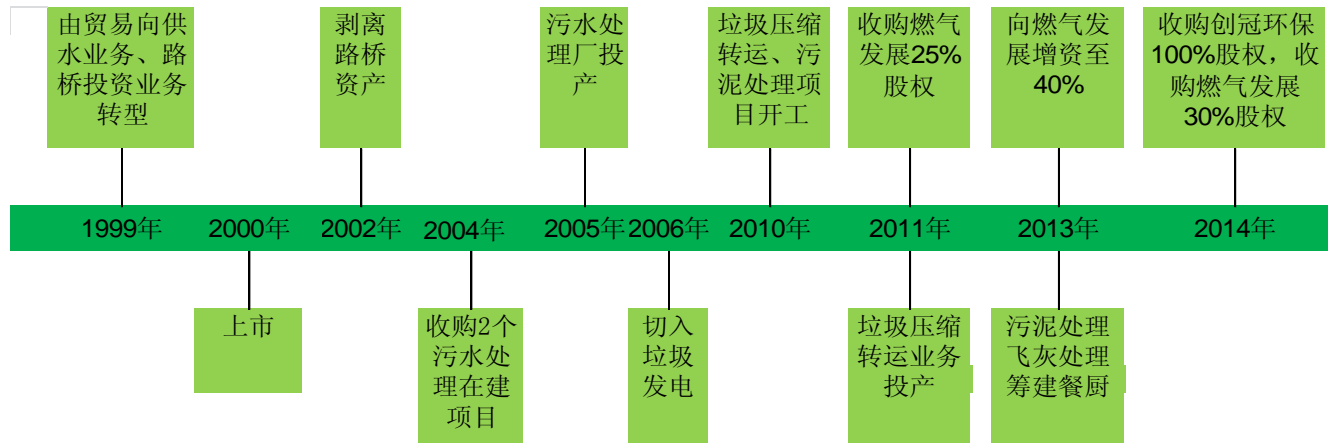 由贸易向供
水业务、路
桥投资业务
转型
剥离
路桥
资产
污水处
理厂投
产
垃圾压缩
转运、污
泥处理项
目开工
收购燃气
发展25%
股权
向燃气发
展增资至
40%
收购创冠环保
100%股权，收
购燃气发展
30%股权
1999年
2000年
2002年
2004年
2005年
2006年
2010年
2011年
2013年
2014年
上市
收购2个
污水处
理在建
项目
切入
垃圾
发电
垃圾压缩
转运业务
投产
污泥处理
飞灰处理
筹建餐厨